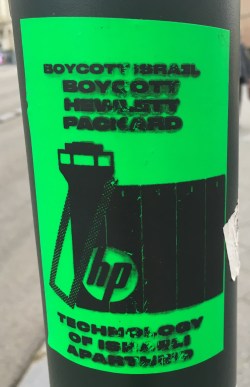 BOYCOTT ISRAEL
BOYCOTT
HEWLETT
PACKARD
hp
TECHNOLOGY
OF ISRAELI
APARTHEID